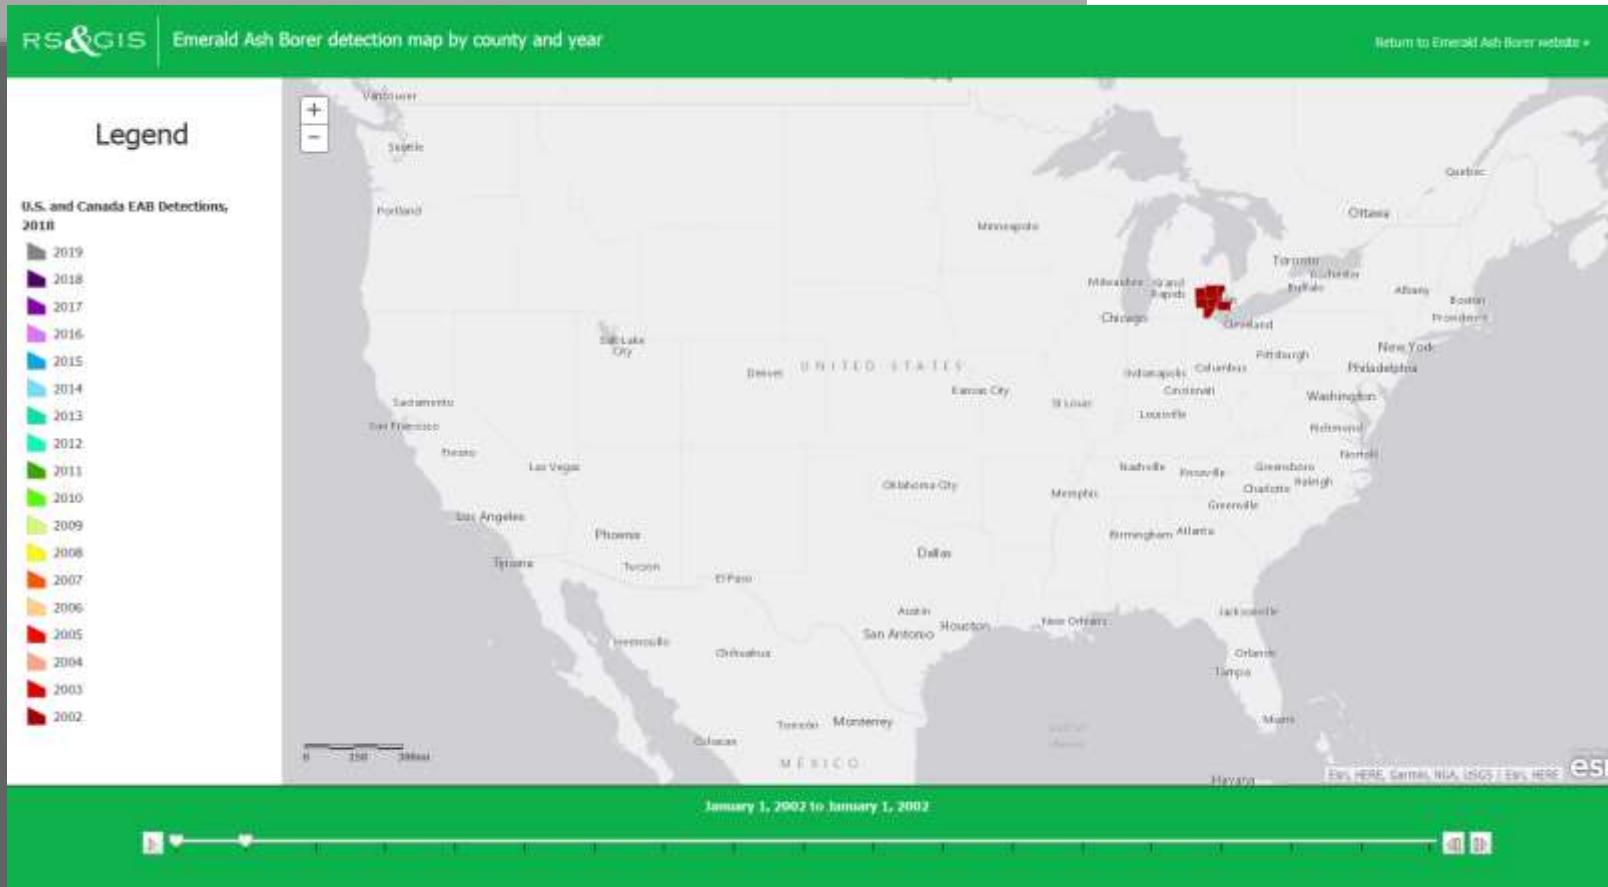 RS&GIS
Emerald Ash Borer detection map by county and year
Return to Emerald Ash Borer website »
Legend
U.S. and Canada EAB Detections,
2018
2019
2018
2017
2016
2015
2014
2013
2012
2011
2010
2009
2008
2007
2006
2005
2004
2003
2002
+
−
Vancouver
Seattle
Portland
Quebec
Ottawa
Minneapolis
Toronto
Rochester
Buffalo
Milwaukee
Grand
Rapids
Albany
Boston
Providence
Chicago
Cleveland
Salt Lake
City
New York
Pittsburgh
Philadelphia
Denver
UNITED STATES
Indianapolis
Columbus
Kansas City
Cincinnati
Washington
Sacramento
St Louis
Louisville
San Francisco
Richmond
Fresno
Norfolk
Las Vegas
Nashville
Knoxville
Greensboro
Raleigh
Oklahoma City
Memphis
Charlotte
Greenville
Los Angeles
Phoenix
Birmingham
Atlanta
Dallas
Tijuana
Tucson
El Paso
Austin
Houston
San Antonio
New Orleans
Jacksonville
Hermosillo
Chihuahua
Orlando
Tampa
Torreón
Monterrey
Miami
Culiacan
MÉXICO
0 150 300mi
Havana
Esri, HERE, Garmin, NGA, USGS | Esri, HERE
esri
January 1, 2002 to January 1, 2002